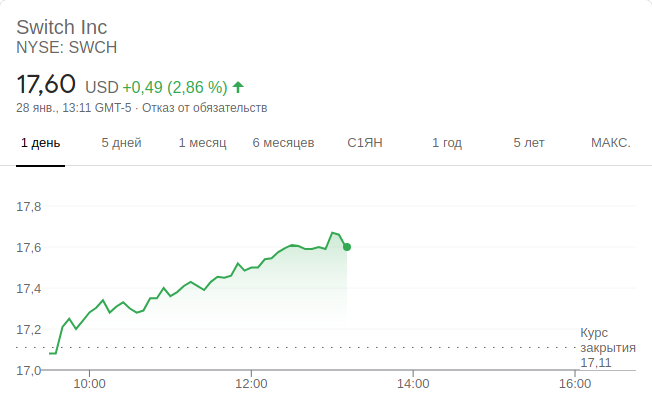 Switch Inc
NYSE: SWCH
17,60 USD +0,49 (2,86 %)
28 янв., 13:11 GMT-5 · Отказ от обязательств
1 день 5 дней 1 месяц 6 месяцев С1ЯН 1 год 5 лет МАКС.
17,8
17,6
17,4
17,2
17,0
Курс
закрытия
17,11
10:00 12:00 14:00 16:00